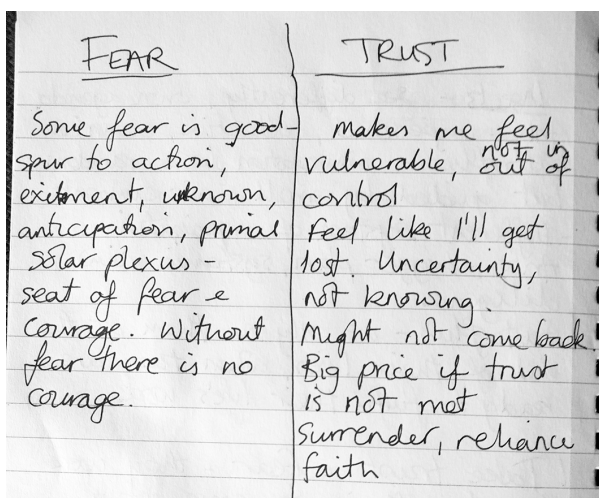 FEAR
Some fear is good -
spur to action,
exitement, unknown,
anticipation, primal
solar plexus -
seat of fear &
courage. Without
fear there is no
courage.
TRUST
makes me feel
vulnerable, not in
out of
control
Feel like I'll get
lost. Uncertainty,
not knowing.
Might not come back.
Big price if trust
is not met
surrender, reliance
faith